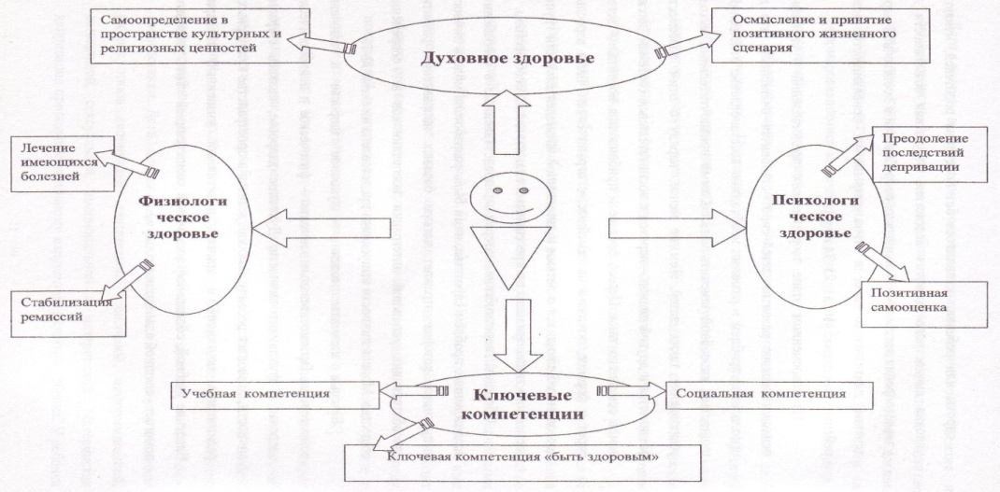 Самоопределение в
пространстве культурных и
религиозных ценностей
Духовное здоровье
Осмысление и принятие
позитивного жизненного
сценария
Лечение
имеющихся
болезней
Физиологи
ческое
здоровье
Стабилизация
ремиссий
Психологи
ческое
здоровье
Преодоление
последствий
депривации
Позитивная
самооценка
Учебная компетенция
Ключевые
компетенции
Социальная компетенция
Ключевая компетенция «быть здоровым»